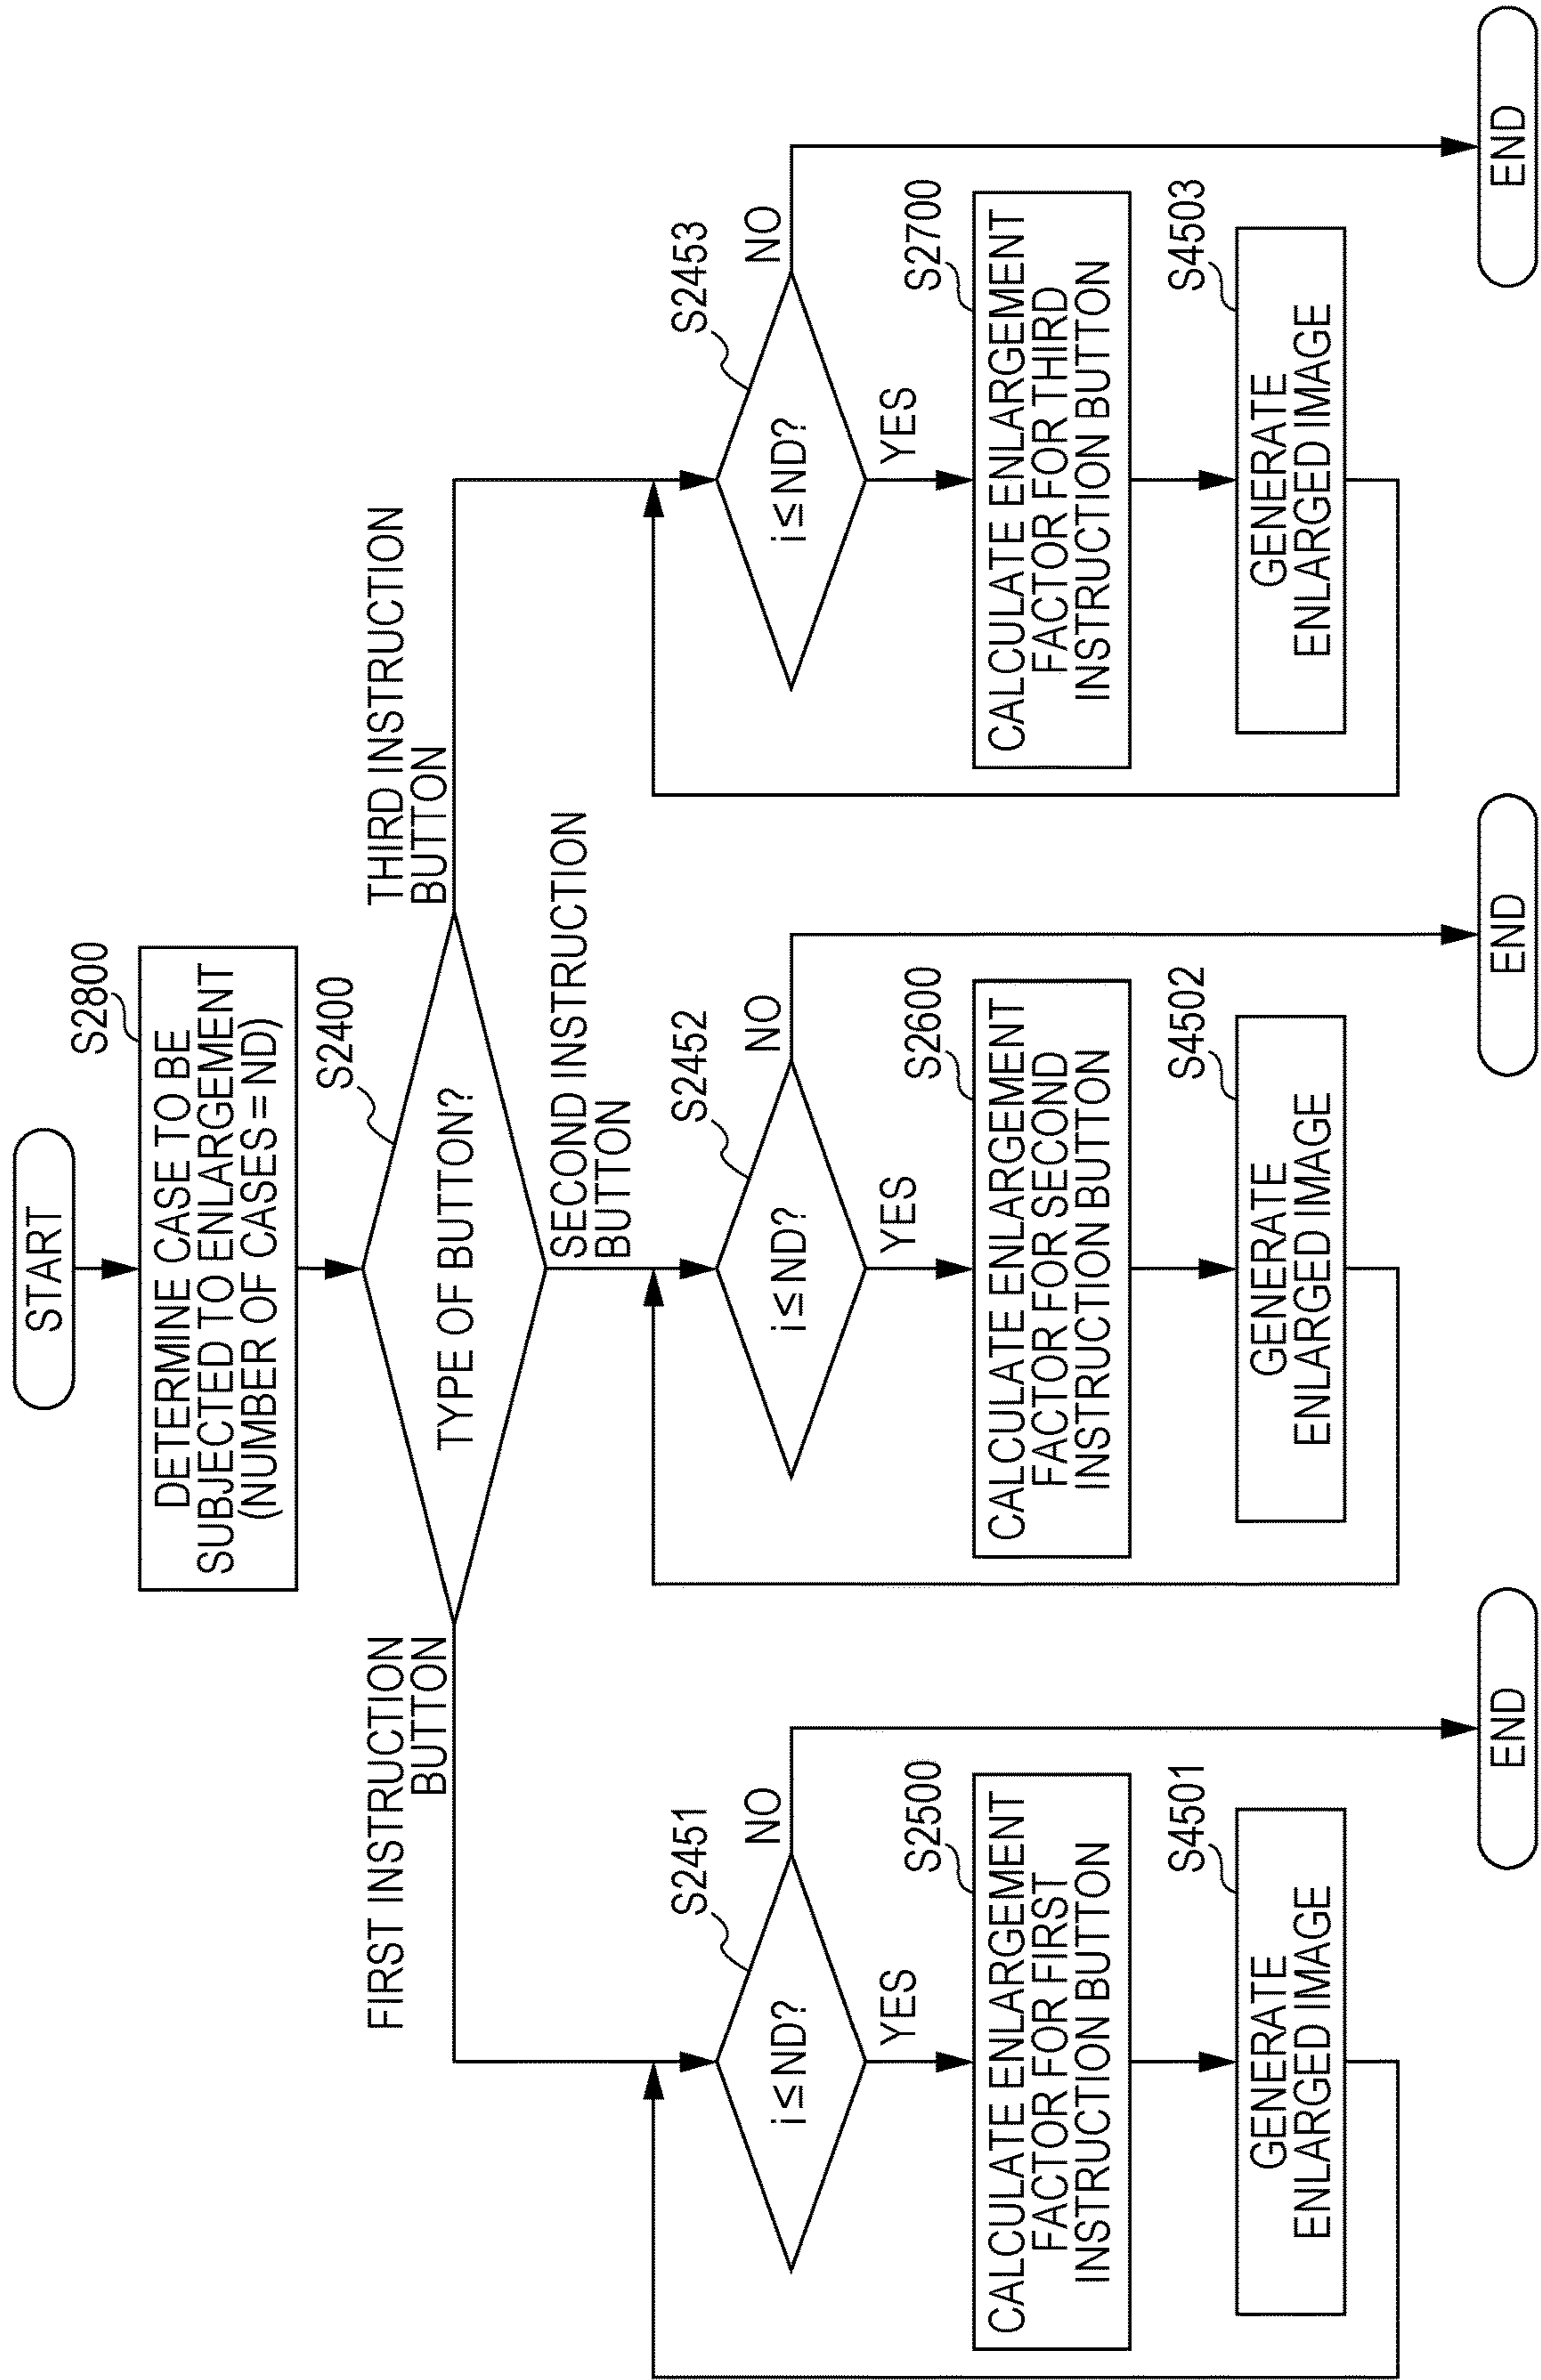 START
S2800
DETERMINE CASE TO BE
SUBJECTED TO ENLARGEMENT
(NUMBER OF CASES = ND)
S2400
TYPE OF BUTTON?
FIRST INSTRUCTION
BUTTON
SECOND INSTRUCTION
BUTTON
THIRD INSTRUCTION
BUTTON
S2451
i ≤ ND?
NO
YES
S2500
CALCULATE ENLARGEMENT
FACTOR FOR FIRST
INSTRUCTION BUTTON
S4501
GENERATE
ENLARGED IMAGE
END
S2452
i ≤ ND?
NO
YES
S2600
CALCULATE ENLARGEMENT
FACTOR FOR SECOND
INSTRUCTION BUTTON
S4502
GENERATE
ENLARGED IMAGE
END
S2453
i ≤ ND?
NO
YES
S2700
CALCULATE ENLARGEMENT
FACTOR FOR THIRD
INSTRUCTION BUTTON
S4503
GENERATE
ENLARGED IMAGE
END